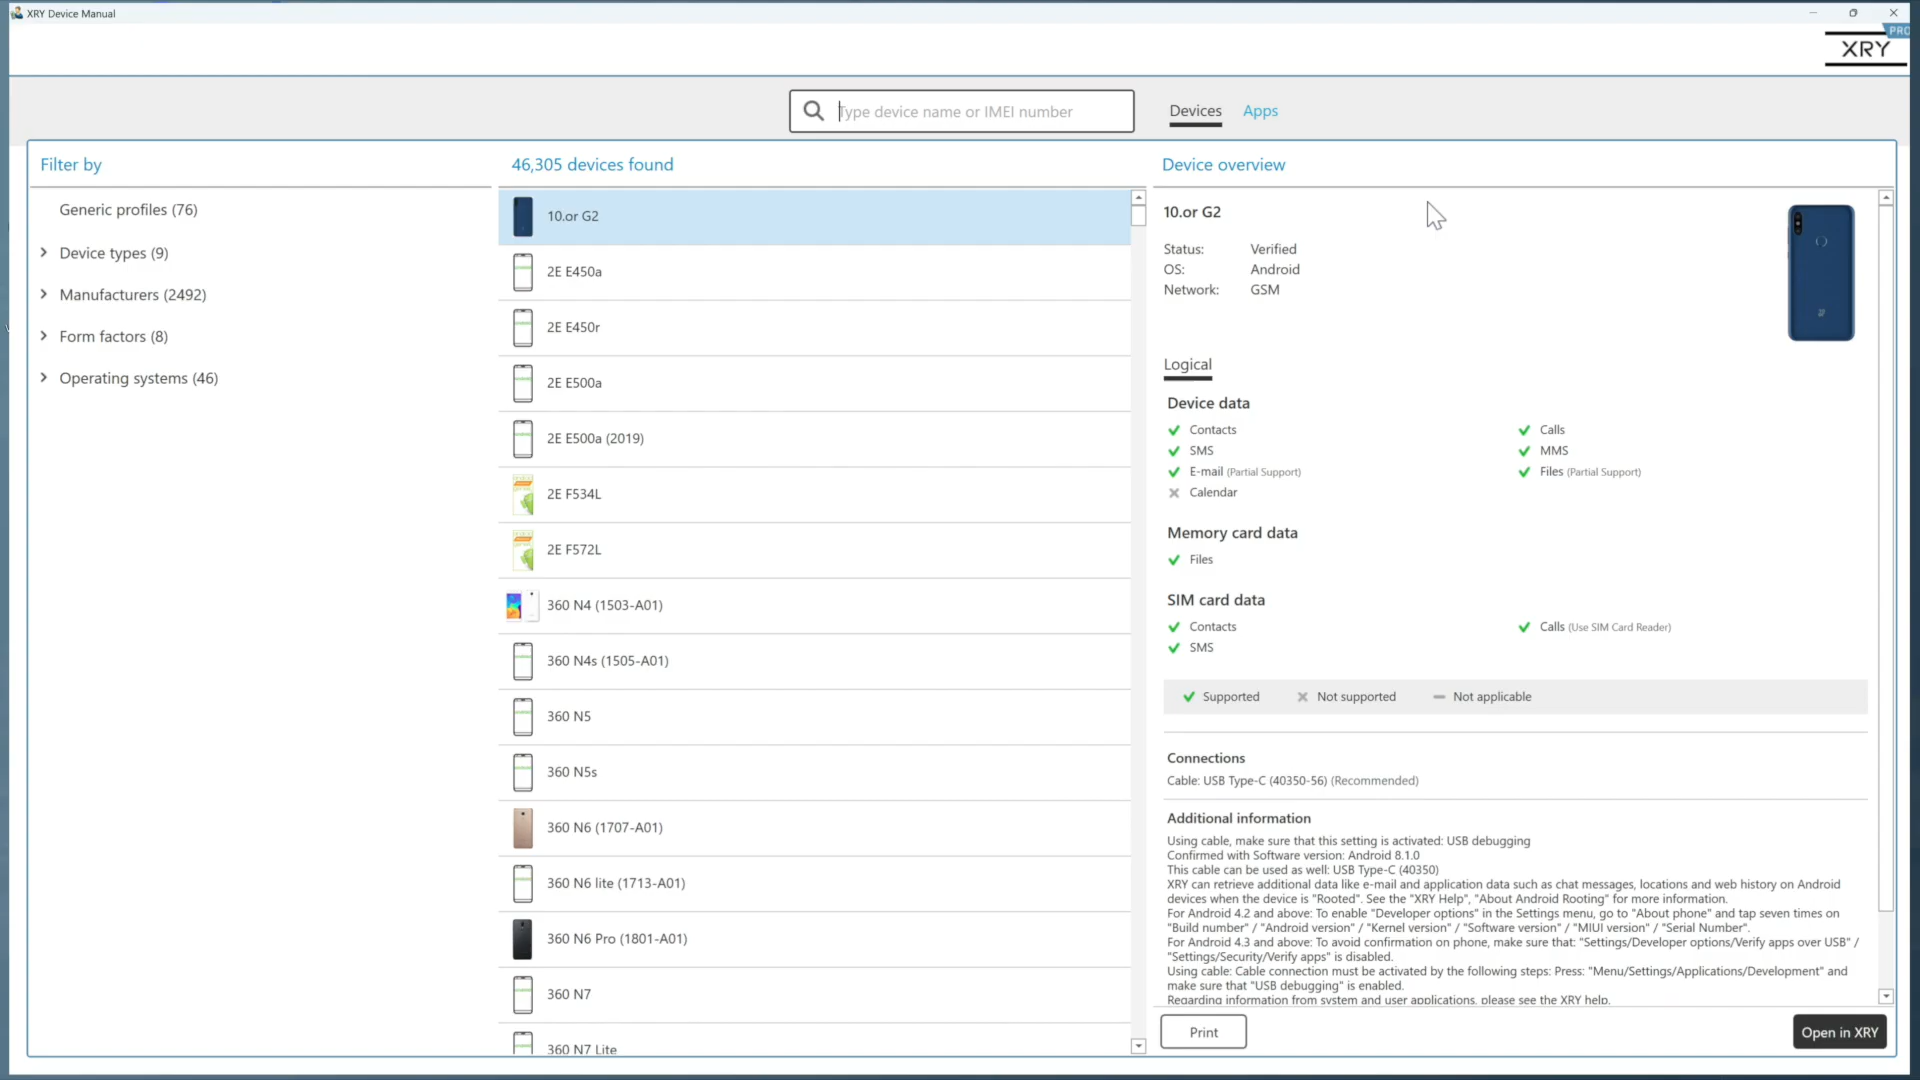 XRY Device Manual
PRO
XRY
Type device name or IMEI number
Devices
Apps
Filter by
Generic profiles (76)
Device types (9)
Manufacturers (2492)
Form factors (8)
Operating systems (46)
46,305 devices found
10.or G2
2E E450a
2E E450r
2E E500a
2E E500a (2019)
2E F534L
2E F572L
360 N4 (1503-A01)
360 N4s (1505-A01)
360 N5
360 N5s
360 N6 (1707-A01)
360 N6 lite (1713-A01)
360 N6 Pro (1801-A01)
360 N7
360 N7 Lite
Device overview
10.or G2
Status: Verified
OS: Android
Network: GSM
Logical
Device data
Contacts
Calls
SMS
MMS
E-mail (Partial Support)
Files (Partial Support)
Calendar
Memory card data
Files
SIM card data
Contacts
Calls (Use SIM Card Reader)
SMS
Supported Not supported Not applicable
Connections
Cable: USB Type-C (40350-56) (Recommended)
Additional information
Using cable, make sure that this setting is activated: USB debugging
Confirmed with Software version: Android 8.1.0
This cable can be used as well: USB Type-C (40350)
XRY can retrieve additional data like e-mail and application data such as chat messages, locations and web history on Android
devices when the device is "Rooted". See the "XRY Help", "About Android Rooting" for more information.
For Android 4.2 and above: To enable "Developer options" in the Settings menu, go to "About phone" and tap seven times on
"Build number" / "Android version" / "Kernel version" / "Software version" / "MIUI version" / "Serial Number".
For Android 4.3 and above: To avoid confirmation on phone, make sure that: "Settings/Developer options/Verify apps over USB" /
"Settings/Security/Verify apps" is disabled.
Using cable: Cable connection must be activated by the following steps: Press: "Menu/Settings/Applications/Development" and
make sure that "USB debugging" is enabled.
Regarding information from system and user applications, please see the XRY help.
Print
Open in XRY